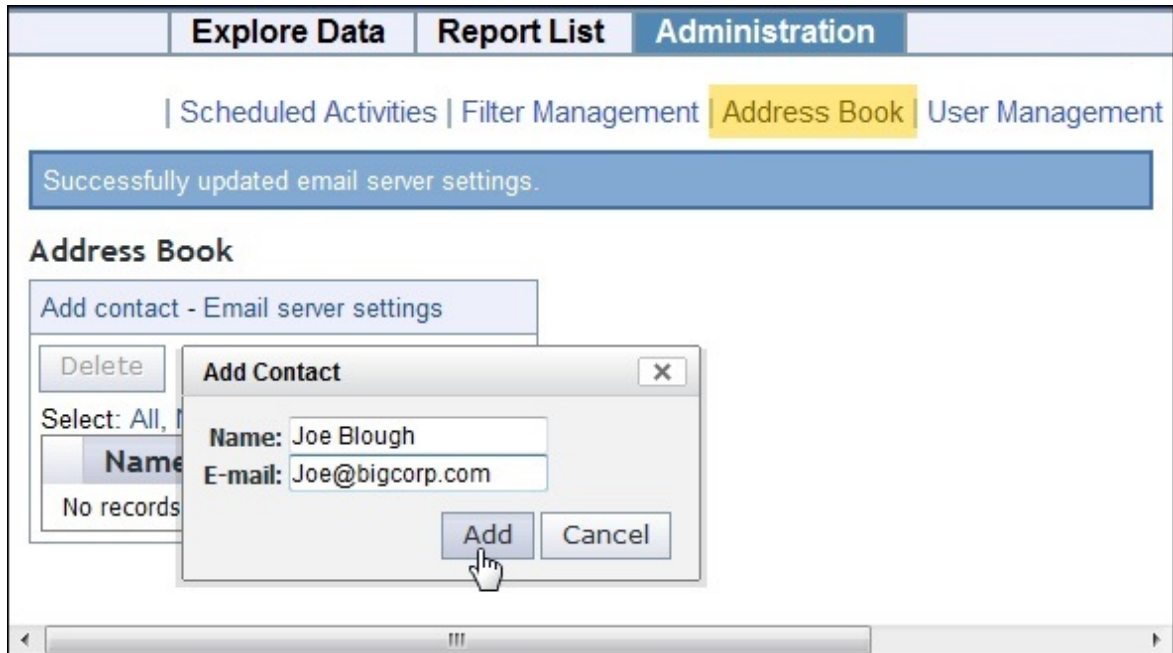 Explore Data Report List Administration
| Scheduled Activities | Filter Management | Address Book | User Management
Successfully updated email server settings.
Address Book
Add contact - Email server settings
Delete
Add Contact
Select: All,
Name: Joe Blough
Name
E-mail: Joe@bigcorp.com
No records
Add Cancel